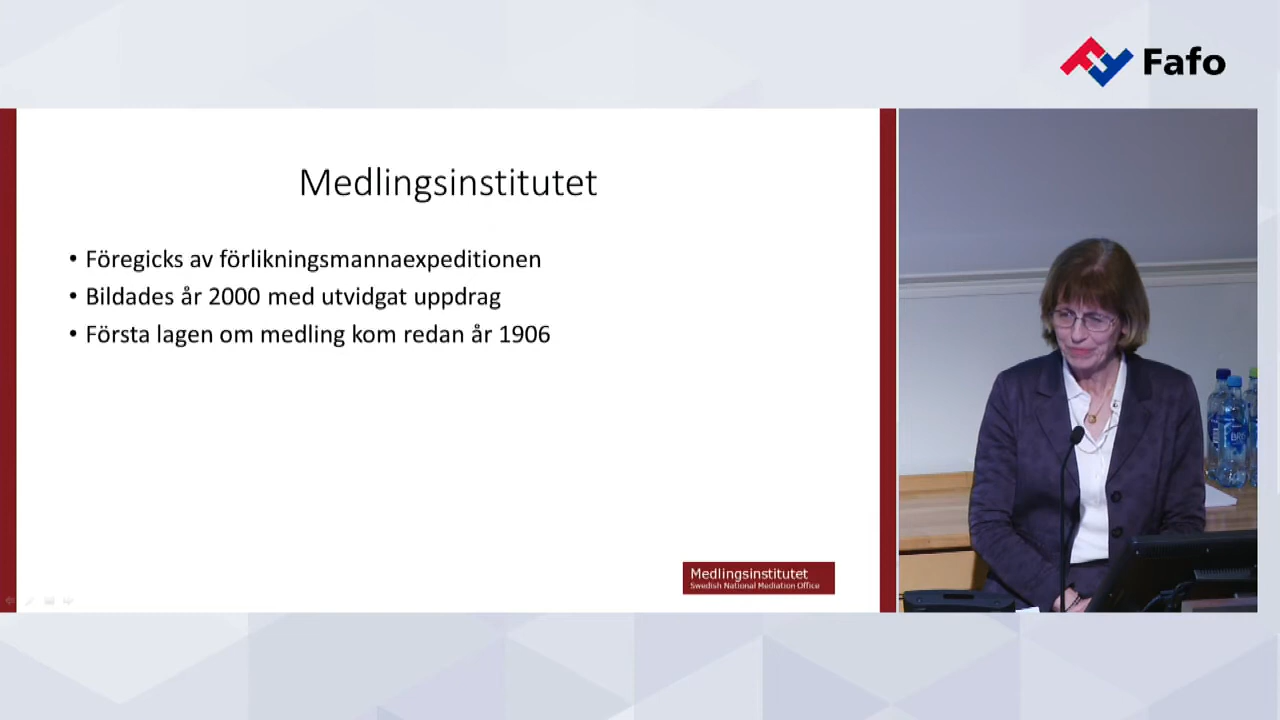 Fafo
Medlingsinstitutet
• Föregicks av förlikningsmannaexpeditionen
• Bildades år 2000 med utvidgat uppdrag
• Första lagen om medling kom redan år 1906
Medlingsinstitutet
Swedish National Mediation Office